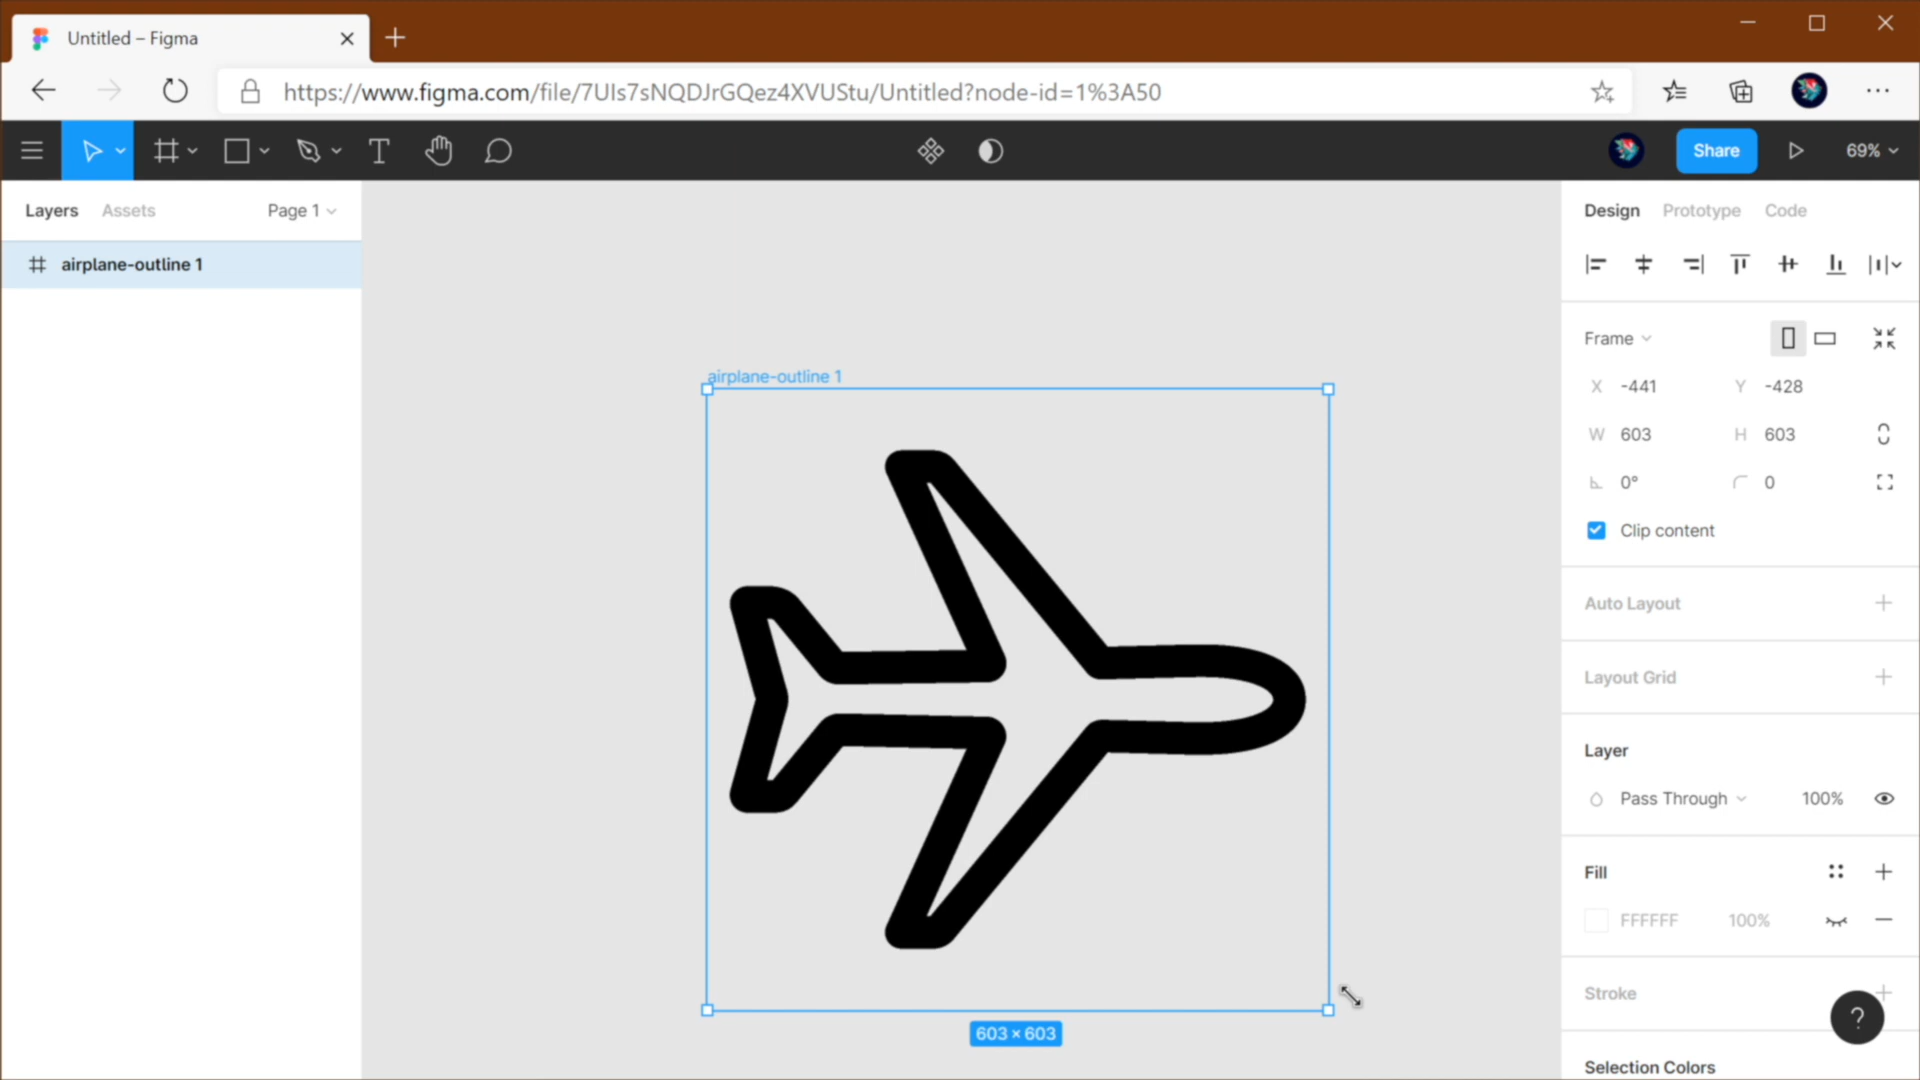 Untitled – Figma
https://www.figma.com/file/7UIs7sNQDJrGQez4XVUStu/Untitled?node-id=1%3A50
T
Share
69%
Layers
Assets
Page 1
airplane-outline 1
airplane-outline 1
603 × 603
Design
Prototype
Code
Frame
X -441
Y -428
W 603
H 603
0°
0
Clip content
Auto Layout
Layout Grid
Layer
Pass Through
100%
Fill
FFFFFF
100%
Stroke
?
Selection Colors